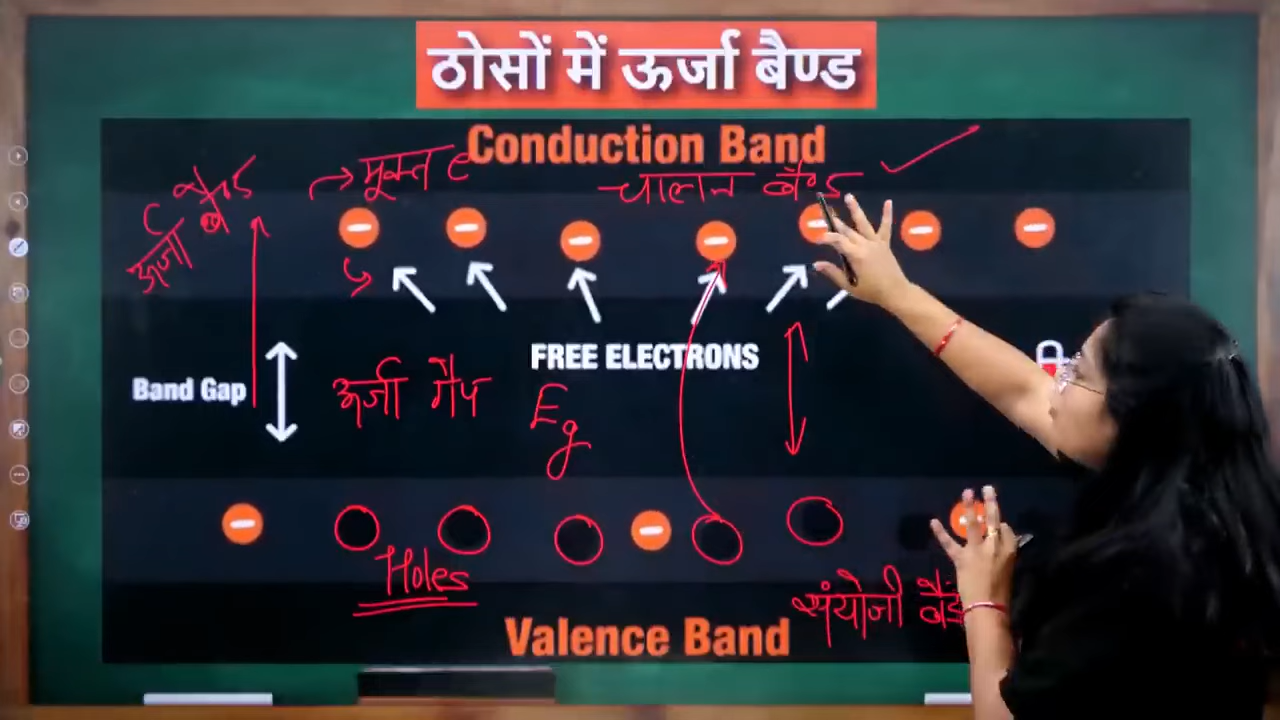 ठोसों में ऊर्जा बैण्ड
Conduction Band
→ मुक्त e
चालन बैण्ड
ऊर्जा
FREE ELECTRONS
Band Gap
ऊर्जा गैप
Eg
Holes
संयोजी बैंड
Valence Band